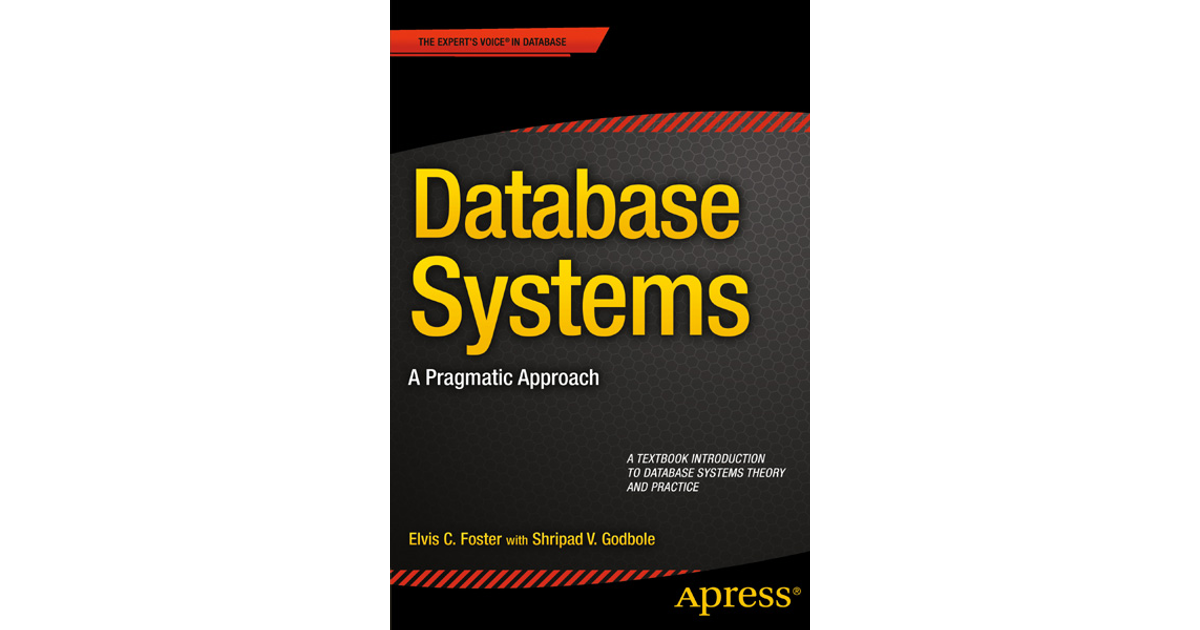 THE EXPERT'S VOICE® IN DATABASE
Database
Systems
A Pragmatic Approach
A TEXTBOOK INTRODUCTION
TO DATABASE SYSTEMS THEORY
AND PRACTICE
Elvis C. Foster with Shripad V. Godbole
Apress®